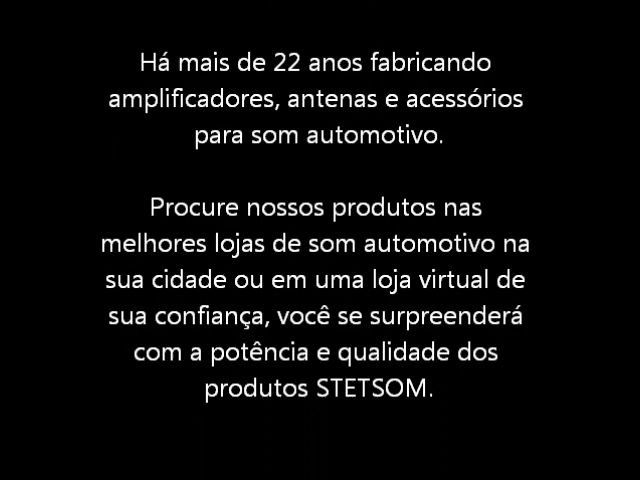 Há mais de 22 anos fabricando
amplificadores, antenas e acessórios
para som automotivo.
Procure nossos produtos nas
melhores lojas de som automotivo na
sua cidade ou em uma loja virtual de
sua confiança, você se surpreenderá
com a potência e qualidade dos
produtos STETSOM.